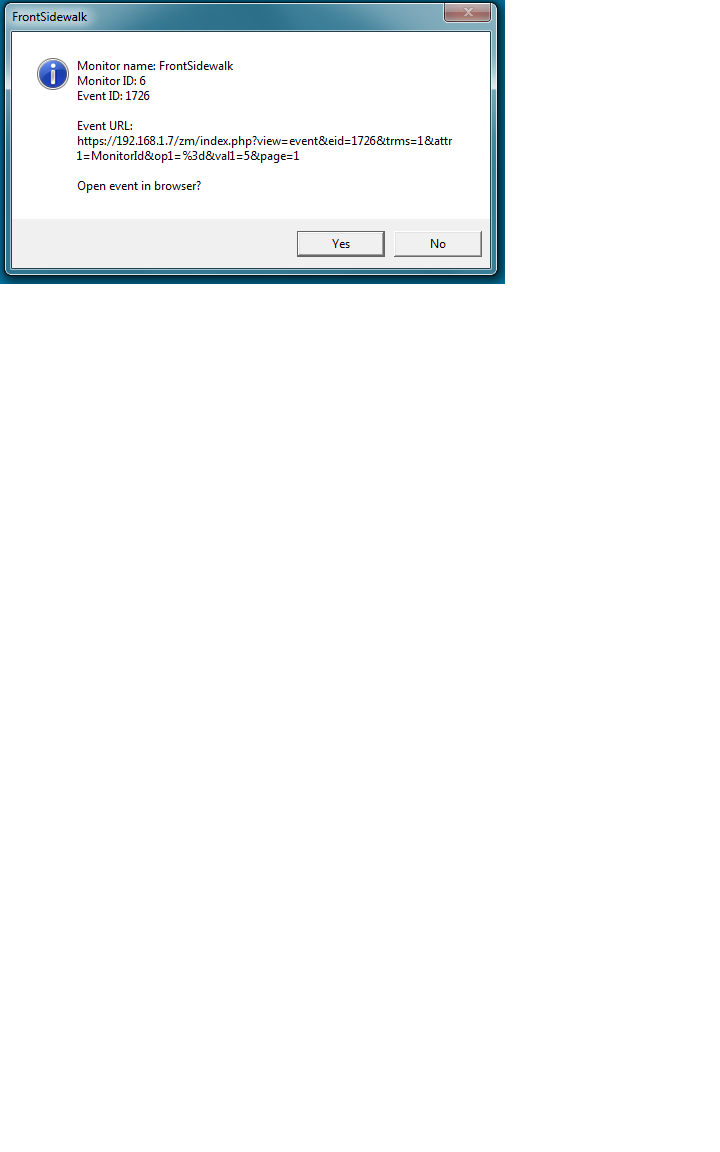 FrontSidewalk
Monitor name: FrontSidewalk
Monitor ID: 6
Event ID: 1726
Event URL:
https://192.168.1.7/zm/index.php?view=event&eid=1726&trms=1&attr
1=MonitorId&op1=%3d&val1=5&page=1
Open event in browser?
Yes No